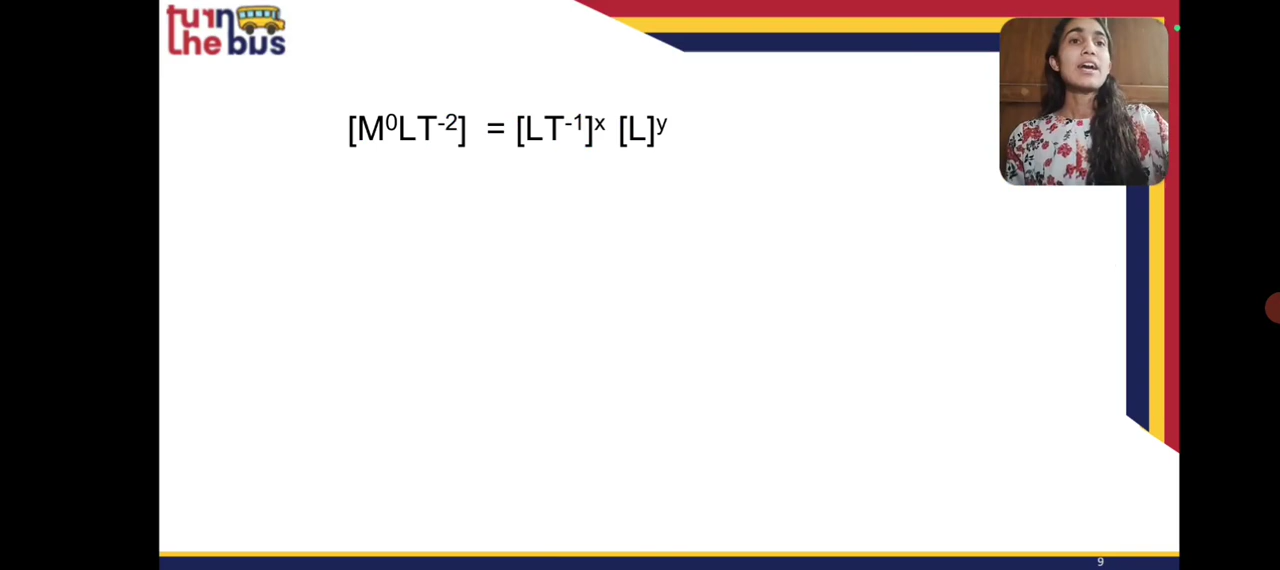 turn
the bus
[M⁰LT⁻²] = [LT⁻¹]ˣ [L]ʸ
9